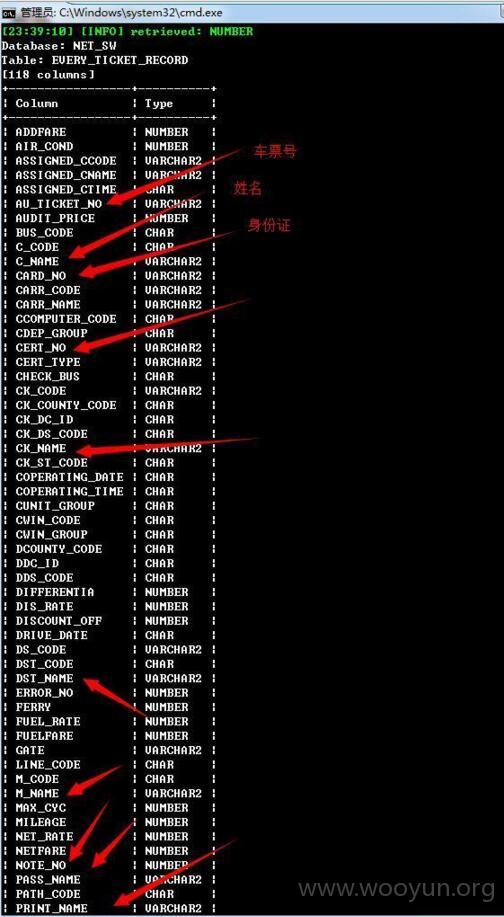 管理员: C:\Windows\system32\cmd.exe
[23:39:10] [INFO] retrieved: NUMBER
Database: NET_SW
Table: EVERY_TICKET_RECORD
[118 columns]
+------------------+----------+
| Column | Type |
+------------------+----------+
| ADDFARE | NUMBER |
| AIR_COND | NUMBER |
| ASSIGNED_CCODE | VARCHAR2 |
车票号
| ASSIGNED_CNAME | VARCHAR2 |
| ASSIGNED_CTIME | CHAR |
姓名
| AU_TICKET_NO | VARCHAR2 |
| AUDIT_PRICE | NUMBER |
身份证
| BUS_CODE | CHAR |
| C_CODE | CHAR |
| C_NAME | VARCHAR2 |
| CARD_NO | VARCHAR2 |
| CARR_CODE | VARCHAR2 |
| CARR_NAME | VARCHAR2 |
| CCOMPUTER_CODE | CHAR |
| CDEP_GROUP | CHAR |
| CERT_NO | VARCHAR2 |
| CERT_TYPE | VARCHAR2 |
| CHECK_BUS | CHAR |
| CK_CODE | VARCHAR2 |
| CK_COUNTY_CODE | CHAR |
| CK_DC_ID | CHAR |
| CK_DS_CODE | CHAR |
| CK_NAME | VARCHAR2 |
| CK_ST_CODE | CHAR |
| COPERATING_DATE | CHAR |
| COPERATING_TIME | CHAR |
| CUNIT_GROUP | CHAR |
| CWIN_CODE | CHAR |
| CWIN_GROUP | CHAR |
| DCOUNTY_CODE | CHAR |
| DDC_ID | CHAR |
| DDS_CODE | CHAR |
| DIFFERENTIA | NUMBER |
| DIS_RATE | NUMBER |
| DISCOUNT_OFF | NUMBER |
| DRIVE_DATE | CHAR |
| DS_CODE | VARCHAR2 |
| DST_CODE | CHAR |
| DST_NAME | VARCHAR2 |
| ERROR_NO | NUMBER |
| FERRY | NUMBER |
| FUEL_RATE | NUMBER |
| FUELFARE | NUMBER |
| GATE | VARCHAR2 |
| LINE_CODE | CHAR |
| M_CODE | CHAR |
| M_NAME | VARCHAR2 |
| MAX_CYC | NUMBER |
| MILEAGE | NUMBER |
| NET_RATE | NUMBER |
| NETFARE | NUMBER |
| NOTE_NO | NUMBER |
| PASS_NAME | VARCHAR2 |
| PATH_CODE | CHAR |
| PRINT_NAME | VARCHAR2 |
www.wooyun.org